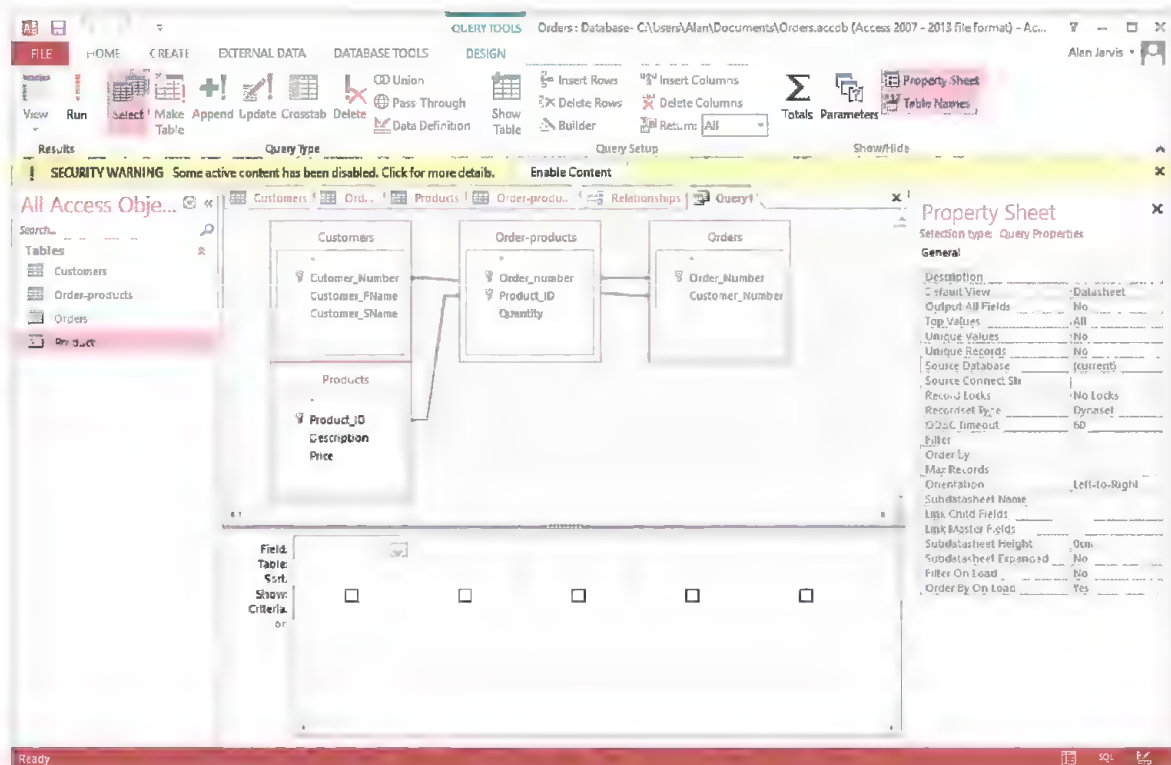 QUERY TOOLS Orders : Database- C:\Users\Alan\Documents\Orders.accdb (Access 2007 - 2013 file format) - Ac... ?
FILE HOME CREATE EXTERNAL DATA DATABASE TOOLS DESIGN Alan Jarvis
View
Run
Select
Make Table
Append
Update
Crosstab
Delete
Union
Pass Through
Data Definition
Show Table
Insert Rows
Delete Rows
Builder
Insert Columns
Delete Columns
Return: All
Totals
Parameters
Property Sheet
Table Names
Results Query Type Query Setup Show/Hide
SECURITY WARNING Some active content has been disabled. Click for more details. Enable Content
All Access Obje...
Search...
Tables
Customers
Order-products
Orders
Product
Customers Ord... Products Order-produ... Relationships Query1
Customers
*
Cutomer_Number
Customer_FName
Customer_SName
Order-products
*
Order_number
Product_ID
Quantity
Orders
*
Order_Number
Customer_Number
Products
*
Product_ID
Description
Price
Field:
Table:
Sort:
Show:
Criteria:
or:
Property Sheet
Selection type: Query Properties
General
Description
Default View Datasheet
Output All Fields No
Top Values All
Unique Values No
Unique Records No
Source Database (current)
Source Connect Str
Record Locks No Locks
Recordset Type Dynaset
ODBC Timeout 60
Filter
Order By
Max Records
Orientation Left-to-Right
Subdatasheet Name
Link Child Fields
Link Master Fields
Subdatasheet Height 0cm
Subdatasheet Expanded No
Filter On Load No
Order By On Load Yes
Ready SQL